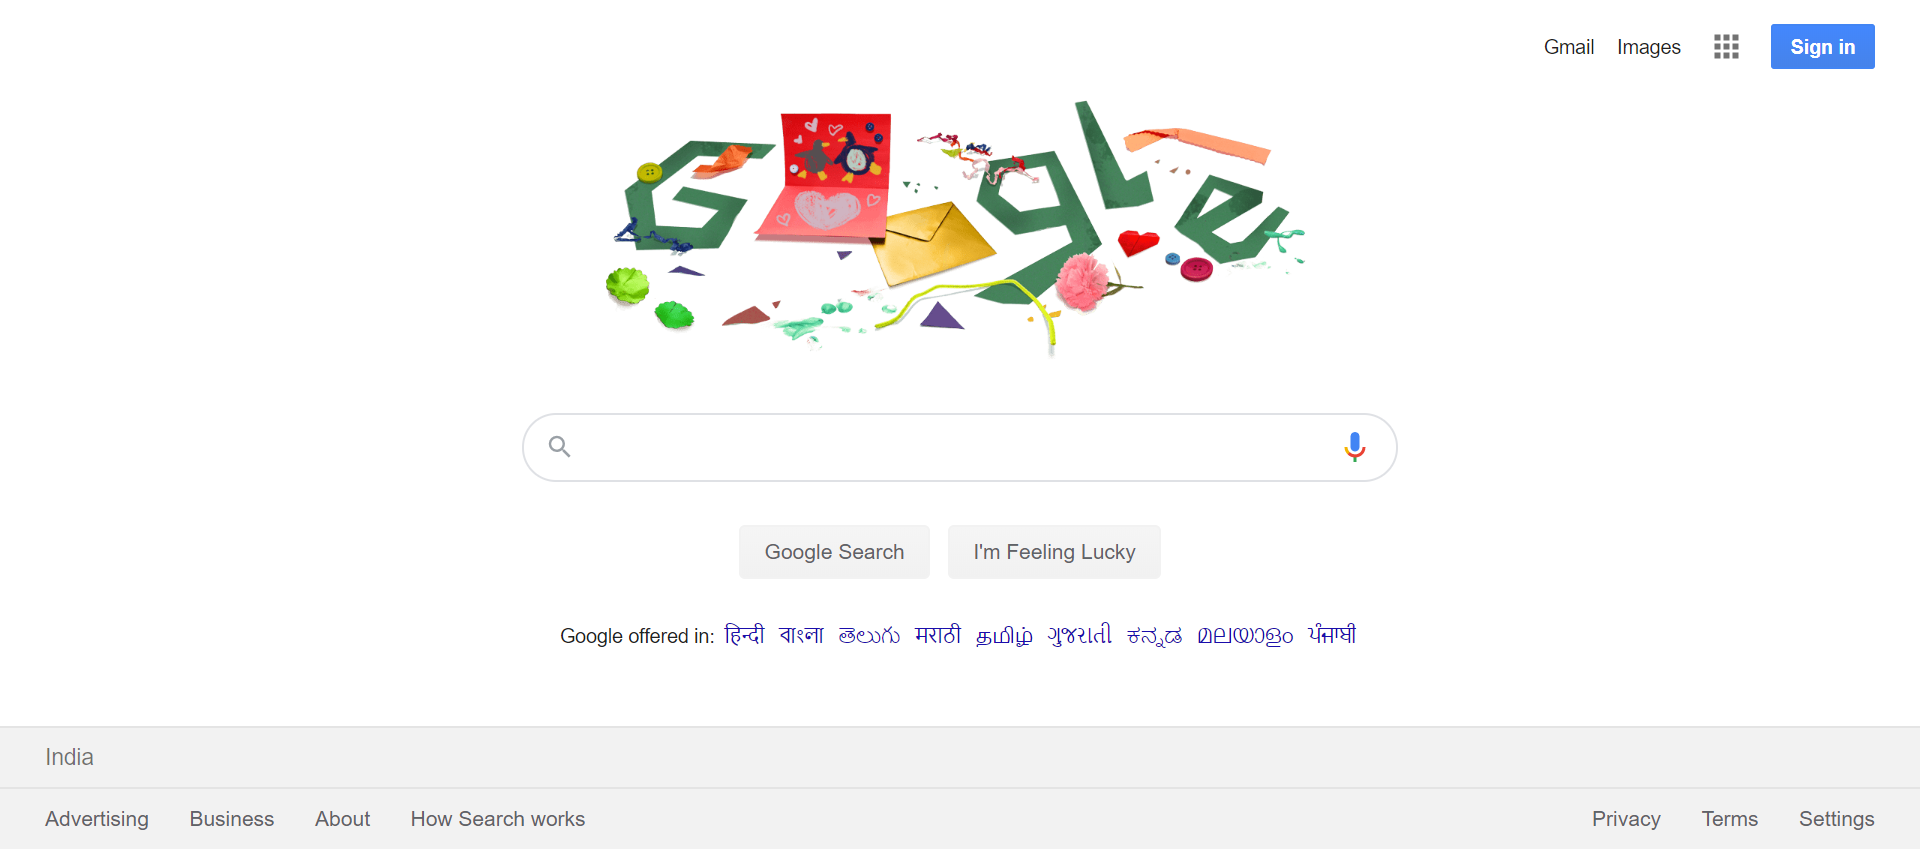 Gmail Images Sign in
Google
Google Search I'm Feeling Lucky
Google offered in: हिन्दी বাংলা తెలుగు मराठी தமிழ் ગુજરાતી ಕನ್ನಡ മലയാളം ਪੰਜਾਬੀ
India
Advertising Business About How Search works Privacy Terms Settings